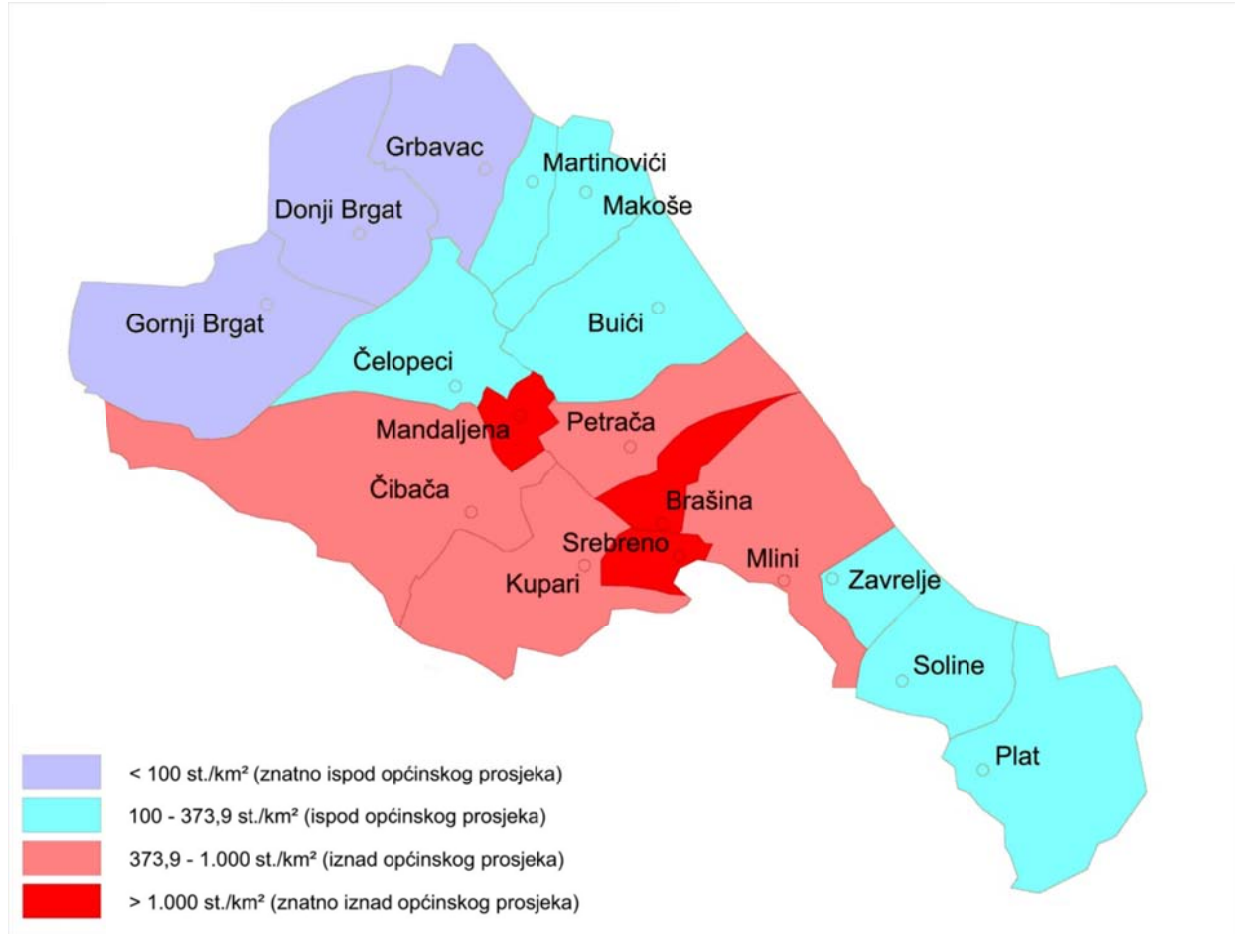 Grbavac
Martinovići
Makoše
Donji Brgat
Gornji Brgat
Buići
Čelopeci
Mandaljena
Petrača
Čibača
Brašina
Srebreno
Mlini
Kupari
Zavrelje
Soline
Plat
< 100 st./km² (znatno ispod općinskog prosjeka)
100 - 373,9 st./km² (ispod općinskog prosjeka)
373,9 - 1.000 st./km² (iznad općinskog prosjeka)
> 1.000 st./km² (znatno iznad općinskog prosjeka)